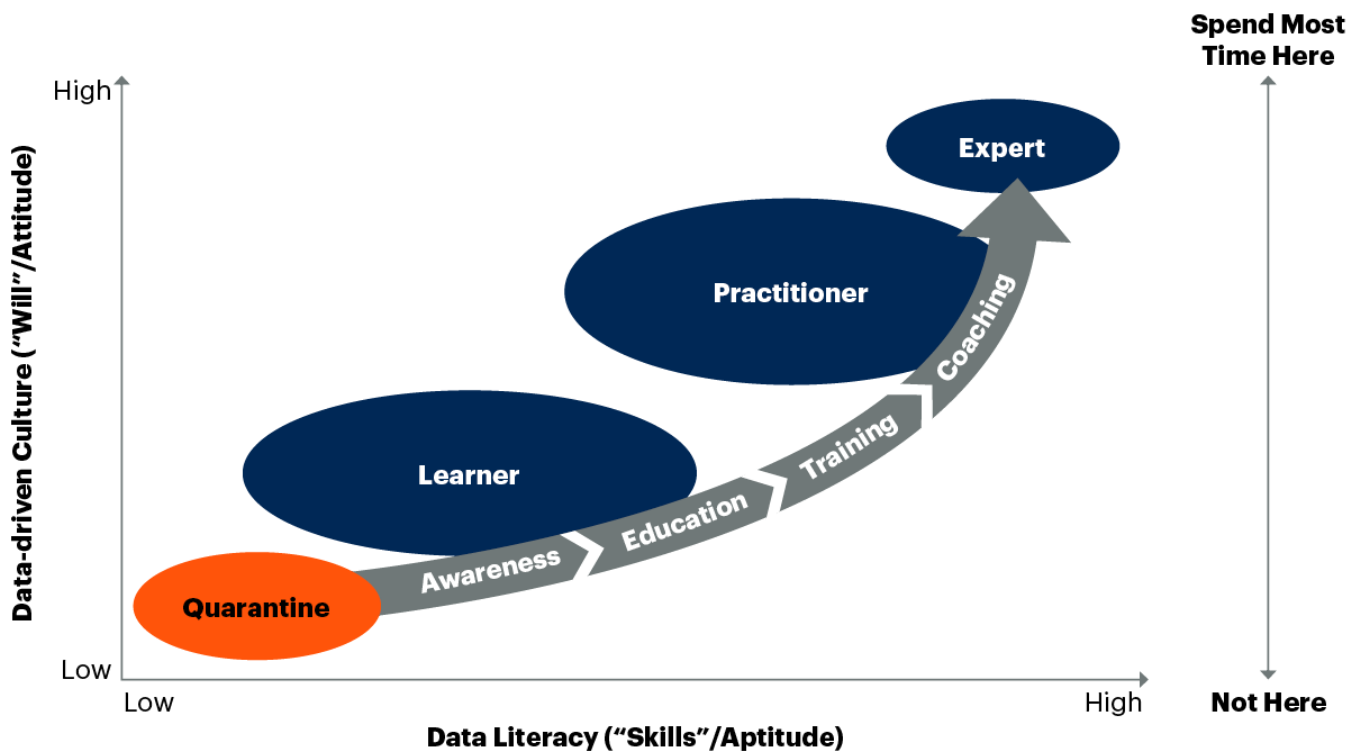 Spend Most
Time Here
High
Expert
Data-driven Culture (“Will”/Attitude)
Practitioner
Coaching
Training
Learner
Education
Awareness
Quarantine
Low
Low
High
Not Here
Data Literacy (“Skills”/Aptitude)